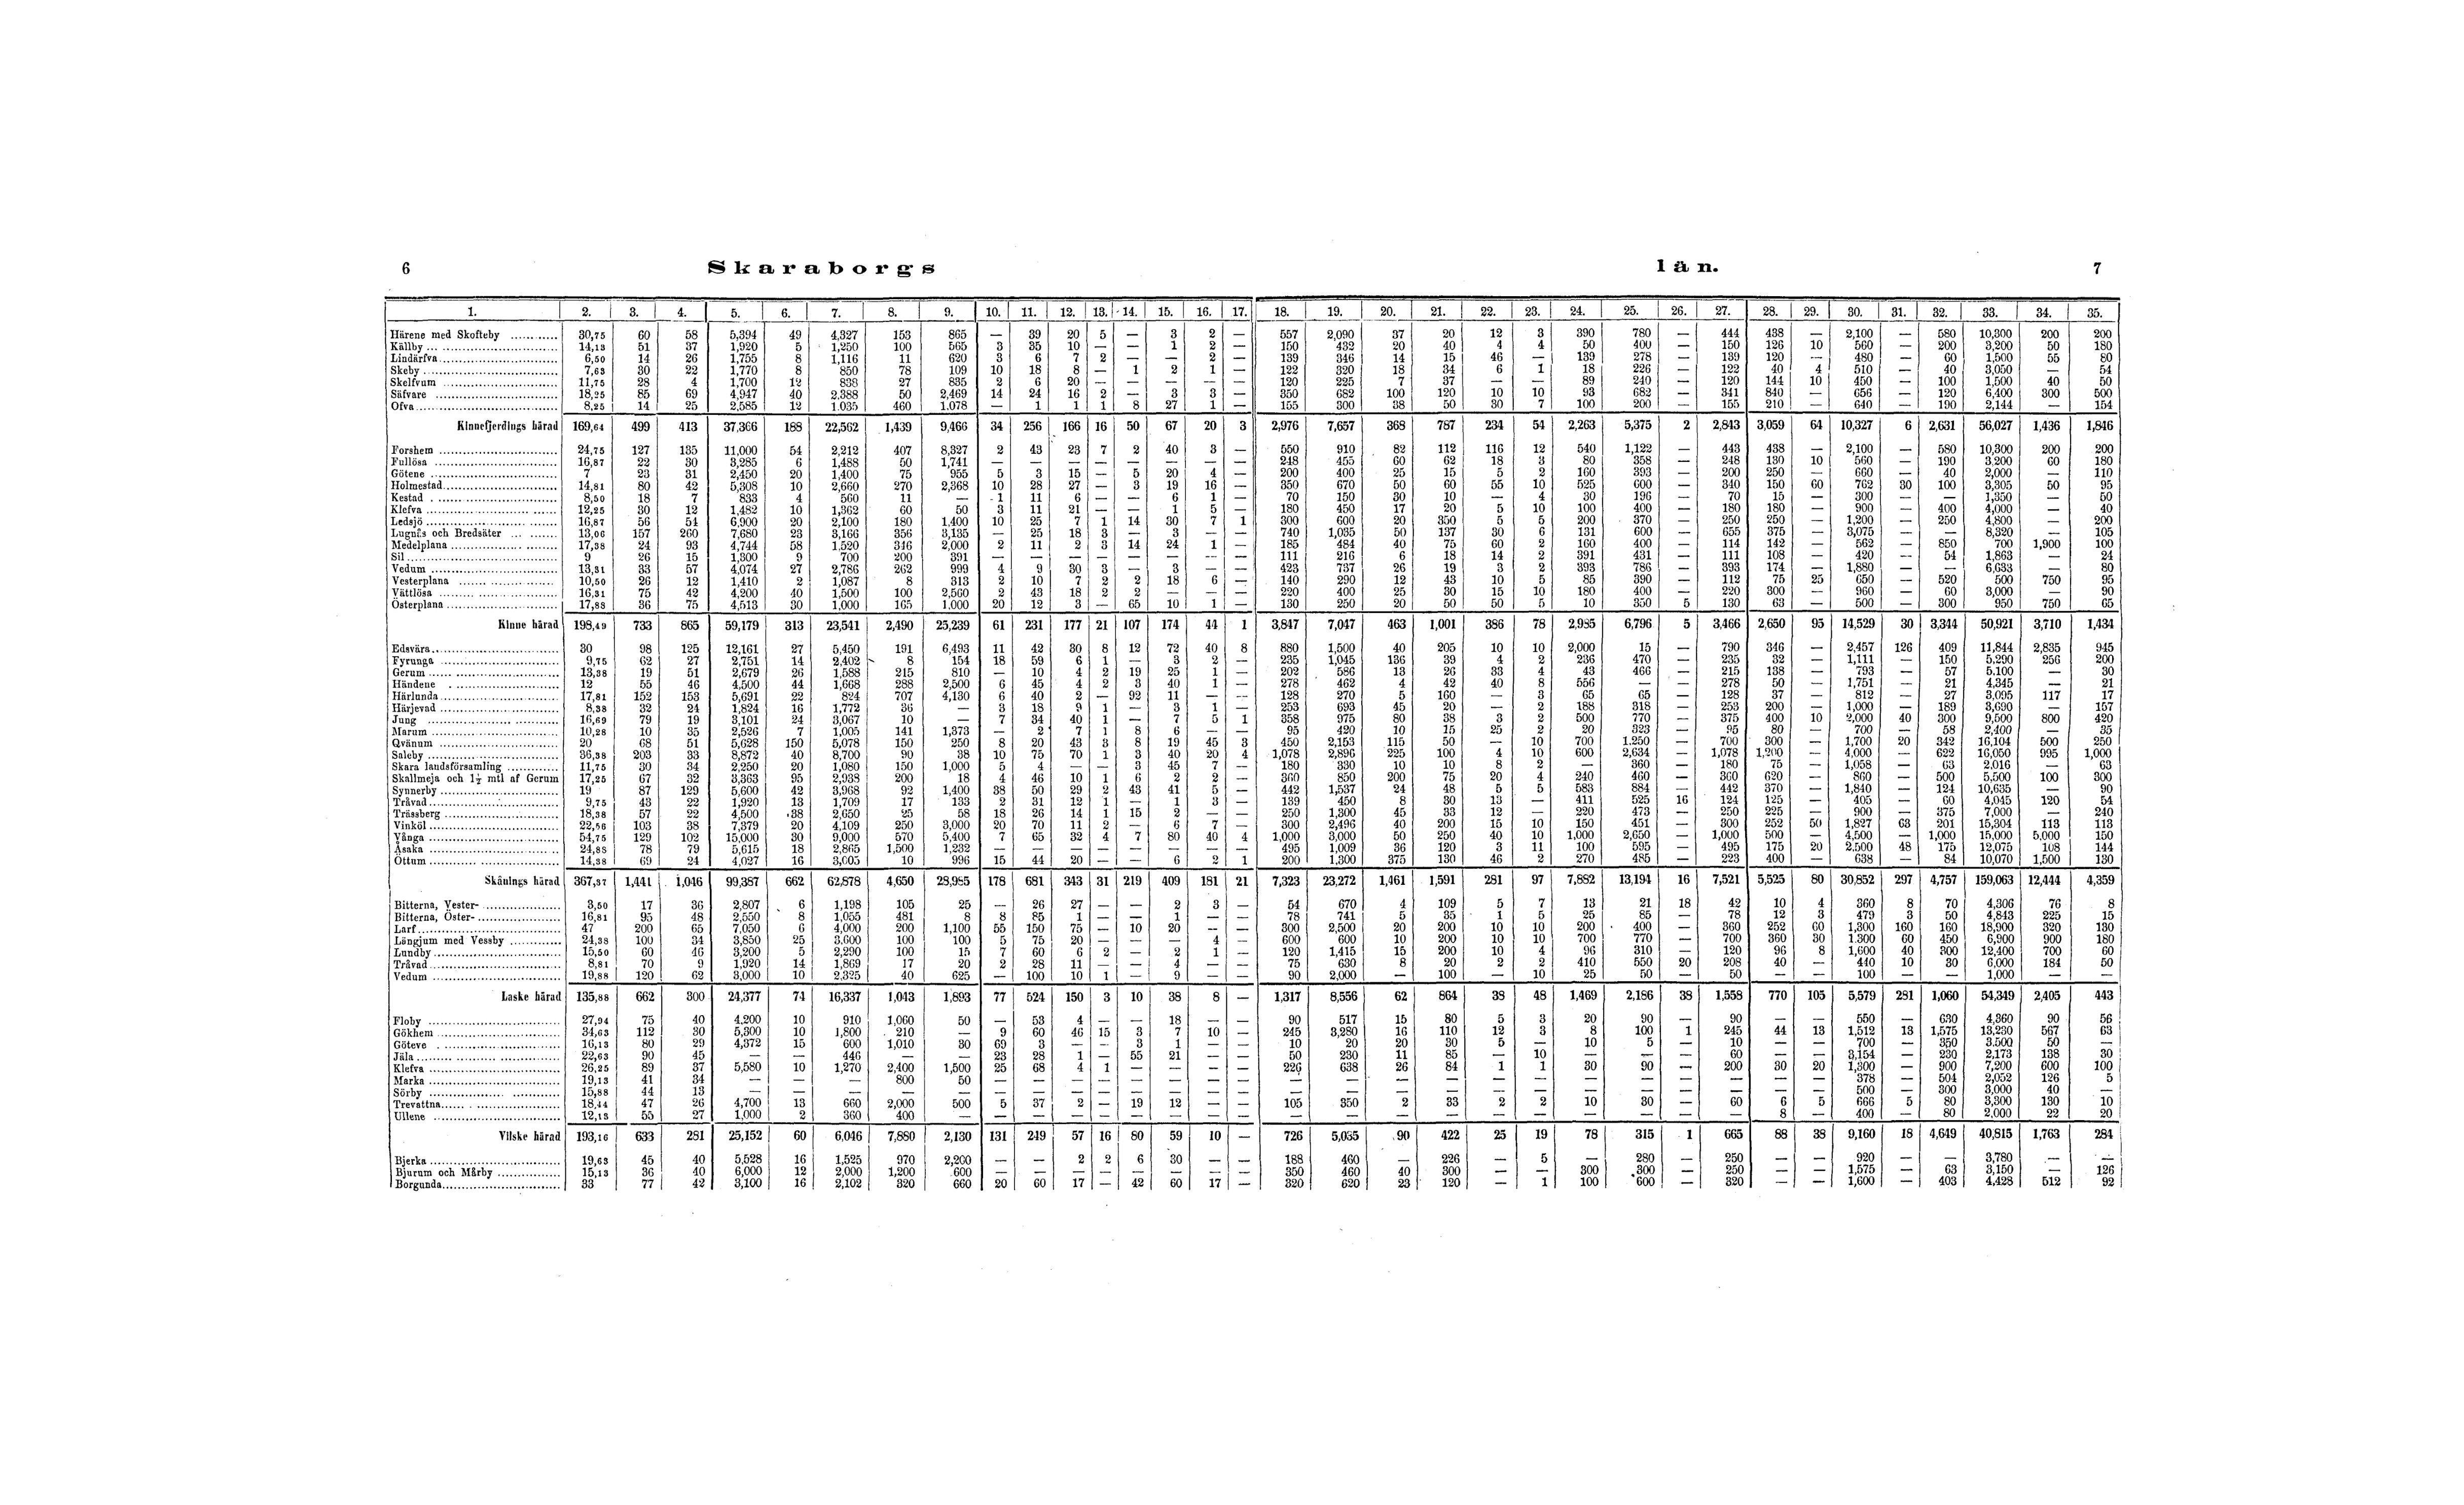 6 Skaraborgs län. 7
1. 2. 3. 4. 5. 6. 7. 8. 9. 10. 11. 12. 13. 14. 15. 16. 17. 18. 19. 20. 21. 22. 23. 24. 25. 26. 27. 28. 29. 30. 31. 32. 33. 34. 35.
Härene med Skofteby 30,75 60 58 5,394 49 4,327 153 865 — 39 20 5 — 3 2 — 557 2,090 37 20 12 3 390 780 — 444 438 — 2,100 — 580 10,300 200 200
Källby 14,13 51 37 1,920 5 1,250 100 565 3 35 10 — — 1 2 — 150 432 20 40 4 4 50 400 — 150 126 10 560 — 200 3,200 50 180
Lindärfva 6,50 14 26 1,755 8 1,116 11 620 3 6 7 2 — — 2 — 139 346 14 15 46 — 139 278 — 139 120 — 480 — 60 1,500 55 80
Skeby 7,63 30 22 1,770 8 850 78 109 10 18 8 — 1 2 1 — 122 320 18 34 6 1 18 226 — 122 40 4 510 — 40 3,050 — 54
Skelfvum 11,75 28 4 1,700 12 838 27 835 2 6 20 — — — — — 120 225 7 37 — — 89 240 — 120 144 10 450 — 100 1,500 40 50
Säfvare 18,25 85 69 4,947 40 2.388 50 2,469 14 24 16 2 — 3 3 — 350 682 100 120 10 10 93 682 — 341 840 — 656 — 120 6,400 300 500
Ofva 8,25 14 25 2,585 12 1.035 460 1.078 — 1 1 1 8 27 1 — 155 300 38 50 30 7 100 200 — 155 210 — 640 — 190 2,144 — 154
Kinnefjerdings härad 169,64 499 413 37,366 188 22,562 1,439 9,466 34 256 166 16 50 67 20 3 2,976 7,657 368 787 234 54 2,263 5,375 2 2,843 3,059 64 10,327 6 2,631 56,027 1,436 1,846
Forshem 24,75 127 135 11,000 54 2,212 407 8,327 2 43 23 7 2 40 3 — 550 910 82 112 116 12 540 1,122 — 443 438 — 2,100 — 580 10,300 200 200
Fullösa 16,87 22 30 3,285 6 1,488 50 1,741 — — — — — — — — 248 455 60 62 18 3 80 358 — 248 130 10 560 — 190 3,200 60 180
Götene 7 23 31 2,450 20 1,400 75 955 5 3 15 — 5 20 4 — 200 400 25 15 5 2 160 393 — 200 250 — 660 — 40 2,000 — 110
Holmestad 14,81 80 42 5,308 10 2,660 270 2,368 10 28 27 — 3 19 16 — 350 670 50 60 55 10 525 600 — 340 150 60 762 30 100 3,305 50 95
Kestad 8,50 18 7 833 4 560 11 — 1 11 6 — — 6 1 — 70 150 30 10 — 4 30 196 — 70 15 — 300 — — 1,350 — 50
Klefva 12,25 30 12 1,482 10 1,362 60 50 3 11 21 — — 1 5 — 180 450 17 20 5 10 100 400 — 180 180 — 900 — 400 4,000 — 40
Ledsjö 16,87 56 54 6,900 20 2,100 180 1,400 10 25 7 1 14 30 7 1 300 600 20 350 5 5 200 370 — 250 250 — 1,200 — 250 4,800 — 200
Lugnås och Bredsäter 13,06 157 260 7,680 23 3,166 356 3,135 — 25 18 3 — 3 — — 740 1,035 50 137 30 6 131 600 — 655 375 — 3,075 — — 8,320 — 105
Medelplana 17,38 24 93 4,744 58 1,520 346 2,000 2 11 2 3 14 24 1 — 185 484 40 75 60 2 160 400 — 114 142 — 562 — 850 700 1,900 100
Sil 9 26 15 1,300 9 700 200 391 — — — — — — — — 111 216 6 18 14 2 391 431 — 111 108 — 420 — 54 1,863 — 24
Vedum 13,31 33 57 4,074 27 2,786 262 999 4 9 30 3 — 3 — — 423 737 26 19 3 2 393 786 — 393 174 — 1,880 — — 6,633 — 80
Vesterplana 10,50 26 12 1,410 2 1,087 8 313 2 10 7 2 2 18 6 — 140 290 12 43 10 5 85 390 — 112 75 25 650 — 520 500 750 95
Vättlösa 16,31 75 42 4,200 40 1,500 100 2,560 2 43 18 2 2 — — — 220 400 25 30 15 10 180 400 — 220 300 — 960 — 60 3,000 — 90
Österplana 17,88 36 75 4,513 30 1,000 165 1,000 20 12 3 — 65 10 1 — 130 250 20 50 50 5 10 350 5 130 63 — 500 — 300 950 750 65
Kinne härad 198,49 733 865 59,179 313 23,541 2,490 25,239 61 231 177 21 107 174 44 1 3,847 7,047 463 1,001 386 78 2,985 6,796 5 3,466 2,650 95 14,529 30 3,344 50,921 3,710 1,434
Edsvära 30 98 125 12,161 27 5,450 191 6,493 11 42 30 8 12 72 40 8 880 1,500 40 205 10 10 2,000 15 — 790 346 — 2,457 126 409 11,844 2,835 945
Fyrunga 9,75 62 27 2,751 14 2,402 8 154 18 59 6 1 — 3 2 — 235 1,045 136 39 4 2 236 470 — 235 32 — 1,111 — 150 5,290 256 200
Gerum 13,38 19 51 2,679 26 1,588 215 810 — 10 4 2 19 25 1 — 202 586 13 26 33 4 43 466 — 215 138 — 793 — 57 5,100 — 30
Händene 12 55 46 4,500 44 1,668 288 2,500 6 45 4 2 3 40 1 — 278 462 4 42 40 8 556 — — 278 50 — 1,751 — 21 4,345 — 21
Härlunda 17,81 152 153 5,691 22 824 707 4,130 6 40 2 — 92 11 — — 128 270 5 160 — 3 65 65 — 128 37 — 812 — 27 3,095 117 17
Härjevad 8,38 32 24 1,824 16 1,772 36 — 3 18 9 1 — 3 1 — 253 693 45 20 — 2 188 318 — 253 200 — 1,000 — 189 3,690 — 157
Jung 16,69 79 19 3,101 24 3,067 10 — 7 34 40 1 — 7 5 1 358 975 80 38 3 2 500 770 — 375 400 10 2,000 40 300 9,500 800 420
Marum 10,28 10 35 2,526 7 1,005 141 1,373 — 2 7 1 8 6 — — 95 420 10 15 25 2 20 323 — 95 80 — 700 — 58 2,400 — 35
Qvänum 20 68 51 5,628 150 5,078 150 250 8 20 43 3 8 19 45 3 450 2,153 115 50 — 10 700 1.250 — 700 300 — 1,700 20 342 16,104 500 250
Saleby 36,38 203 33 8,872 40 8,700 90 38 10 75 70 1 3 40 20 4 1,078 2,896 225 100 4 10 600 2,634 — 1,078 1,200 — 4,000 — 622 16,050 995 1,000
Skara landsförsamling 11,75 30 34 2,250 20 1,080 150 1,000 5 4 — — 3 45 7 — 180 330 10 10 8 2 — 360 — 180 75 — 1,058 — 63 2,016 — 63
Skallmeja och 1½ mtl af Gerum 17,25 67 32 3,363 95 2,938 200 18 4 46 10 1 6 2 2 — 360 850 200 75 20 4 240 460 — 360 620 — 860 — 500 5,500 100 300
Synnerby 19 87 129 5,600 42 3,968 92 1,400 38 50 29 2 43 41 5 — 442 1,537 24 48 5 5 583 884 — 442 370 — 1,840 — 124 10,635 — 90
Tråvad 9,75 43 22 1,920 13 1,709 17 133 2 31 12 1 — 1 3 — 139 450 8 30 13 — 411 525 16 124 125 — 405 — 60 4,045 120 54
Trässberg 18,38 57 22 4,500 38 2,650 25 58 18 26 14 1 15 2 — — 250 1,300 45 33 12 — 220 473 — 250 225 — 900 — 375 7,000 — 240
Vinköl 22,56 103 38 7,379 20 4,109 250 3,000 20 70 11 2 — 6 7 — 300 2,496 40 200 15 10 150 451 — 300 252 50 1,827 63 201 15,304 113 113
Vånga 54,75 129 102 15,000 30 9,000 570 5,400 7 65 32 4 7 80 40 4 1,000 3,000 50 250 40 10 1,000 2,650 — 1,000 500 — 4,500 — 1,000 15,000 5,000 150
Åsaka 24,88 78 79 5,615 18 2,865 1,500 1,232 — — — — — — — — 495 1,009 36 120 3 11 100 595 — 495 175 20 2.500 48 175 12,075 108 144
Öttum 14,38 69 24 4,027 16 3,005 10 996 15 44 20 — — 6 2 1 200 1,300 375 130 46 2 270 485 — 223 400 — 638 — 84 10,070 1,500 130
Skånings härad 367,37 1,441 1,046 99,387 662 62,878 4,650 28,985 178 681 343 31 219 409 181 21 7,323 23,272 1,461 1,591 281 97 7,882 13,194 16 7,521 5,525 80 30,852 297 4,757 159,063 12,444 4,359
Bitterna, Vester- 3,50 17 36 2,807 6 1,198 105 25 — 26 27 — — 2 3 — 54 670 4 109 5 7 13 21 18 42 10 4 360 8 70 4,306 76 8
Bitterna, Öster- 16,81 95 48 2,550 8 1,055 481 8 8 85 1 — — 1 — — 78 741 5 35 1 5 25 85 — 78 12 3 479 3 50 4,843 225 15
Larf 47 200 65 7,050 6 4,000 200 1,100 55 150 75 — 10 20 — — 300 2,500 20 200 10 10 200 400 — 360 252 60 1,300 160 160 18,900 320 130
Längjum med Vessby 24,38 100 34 3,850 25 3,600 100 100 5 75 20 — — — 4 — 600 600 10 200 10 10 700 770 — 700 360 30 1.300 60 450 6,900 900 180
Lundby 15,50 60 46 3,200 5 2,290 100 15 7 60 6 2 — 2 1 — 120 1,415 15 200 10 4 96 310 — 120 96 8 1,600 40 300 12,400 700 60
Tråvad 8,81 70 9 1,920 14 1,869 17 20 2 28 11 — — 4 — — 75 630 8 20 2 2 410 550 20 208 40 — 440 10 30 6,000 184 50
Vedum 19,88 120 62 3,000 10 2,325 40 625 — 100 10 1 — 9 — — 90 2,000 — 100 — 10 25 50 — 50 — — 100 — — 1,000 — —
Laske härad 135,88 662 300 24,377 74 16,337 1,043 1,893 77 524 150 3 10 38 8 — 1,317 8,556 62 864 38 48 1,469 2,186 38 1,558 770 105 5,579 281 1,060 54,349 2,405 443
Floby 27,94 75 40 4,200 10 910 1,060 50 — 53 4 — — 18 — — 90 517 15 80 5 3 20 90 — 90 — — 550 — 630 4,360 90 56
Gökhem 34,63 112 30 5,300 10 1,800 210 — 9 60 46 15 3 7 10 — 245 3,280 16 110 12 3 8 100 1 245 44 13 1,512 13 1,575 13,230 567 63
Göteve 16,13 80 29 4,372 15 600 1,010 30 69 3 — — 3 1 — — 10 20 20 30 5 — 10 5 — 10 — — 700 — 350 3.500 50 —
Jäla 22,63 90 45 — — 446 — — 23 28 1 — 55 21 — — 50 230 11 85 — 10 — — — 60 — — 3,154 — 230 2,173 138 30
Klefva 26,25 89 37 5,580 10 1,270 2,400 1,500 25 68 4 1 — — — — 226 638 26 84 1 1 30 90 — 200 30 20 1,300 — 900 7,200 600 100
Marka 19,13 41 34 — — — 800 50 — — — — — — — — — — — — — — — — — — — — 378 — 504 2,052 126 5
Sörby 15,88 44 13 — — — — — — — — — — — — — — — — — — — — — — — — — 500 — 300 3,000 40 —
Trevattna 18,44 47 26 4,700 13 660 2,000 500 5 37 2 — 19 12 — — 105 350 2 33 2 2 10 30 — 60 6 5 666 5 80 3,300 130 10
Ullene 12,13 55 27 1,000 2 360 400 — — — — — — — — — — — — — — — — — — — 8 — 400 — 80 2,000 22 20
Vilske härad 193,16 633 281 25,152 60 6,046 7,880 2,130 131 249 57 16 80 59 10 — 726 5,035 90 422 25 19 78 315 1 665 88 38 9,160 18 4,649 40,815 1,763 284
Bjerka 19,63 45 40 5,528 16 1,525 970 2,200 — — 2 2 6 30 — — 188 460 — 226 — 5 — 280 — 250 — — 920 — — 3,780 — —
Bjurum och Mårby 15,13 36 40 6,000 12 2,000 1,200 600 — — — — — — — — 350 460 40 300 — — 300 300 — 250 — — 1,575 — 63 3,150 — 126
Borgunda 33 77 42 3,100 16 2,102 320 660 20 60 17 — 42 60 17 — 320 620 23 120 — 1 100 600 — 320 — — 1,600 — 403 4,428 512 92